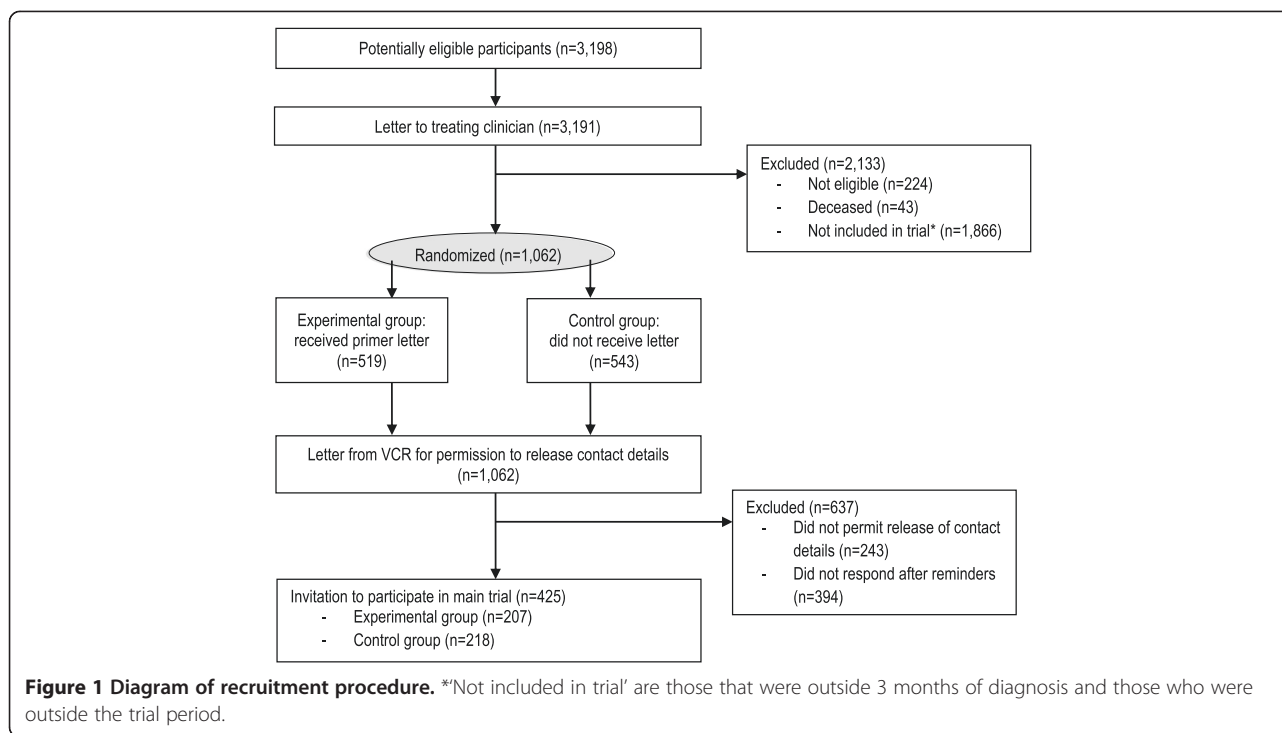 Potentially eligible participants (n=3,198)
Letter to treating clinician (n=3,191)
Excluded (n=2,133)
- Not eligible (n=224)
- Deceased (n=43)
- Not included in trial* (n=1,866)
Randomized (n=1,062)
Experimental group:
received primer letter
(n=519)
Control group:
did not receive letter
(n=543)
Letter from VCR for permission to release contact details
(n=1,062)
Excluded (n=637)
- Did not permit release of contact
details (n=243)
- Did not respond after reminders
(n=394)
Invitation to participate in main trial (n=425)
- Experimental group (n=207)
- Control group (n=218)
Figure 1 Diagram of recruitment procedure. *‘Not included in trial’ are those that were outside 3 months of diagnosis and those who were
outside the trial period.